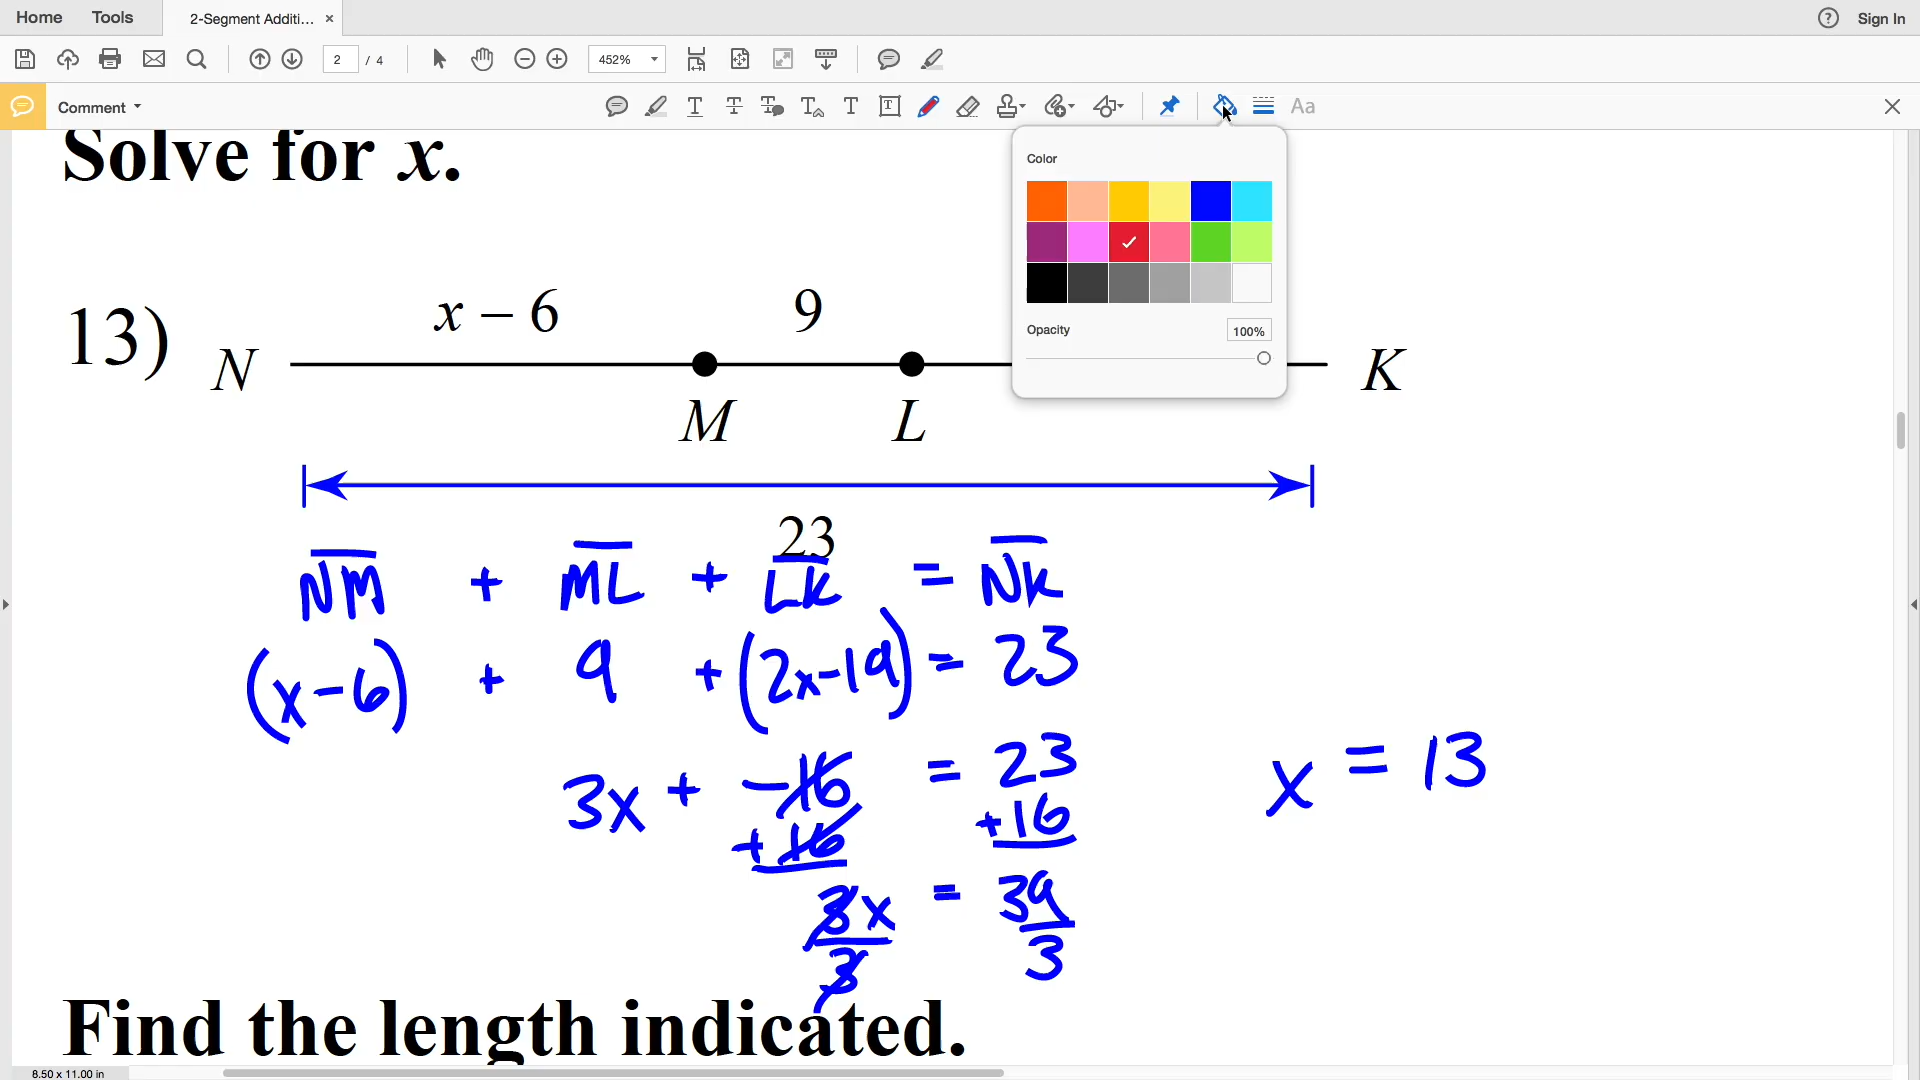 Home Tools 2-Segment Additi... × ? Sign In
2 / 4 452%
Comment T T T T T T Aa
Solve for x.
Color
Opacity 100%
13) N x – 6 9 K
M L
23
NM + ML + LK = NK
(x-6) + 9 + (2x-19) = 23
3x + -16 = 23
+16 +16
x = 13
3x = 39
3 3
Find the length indicated.
8.50 x 11.00 in